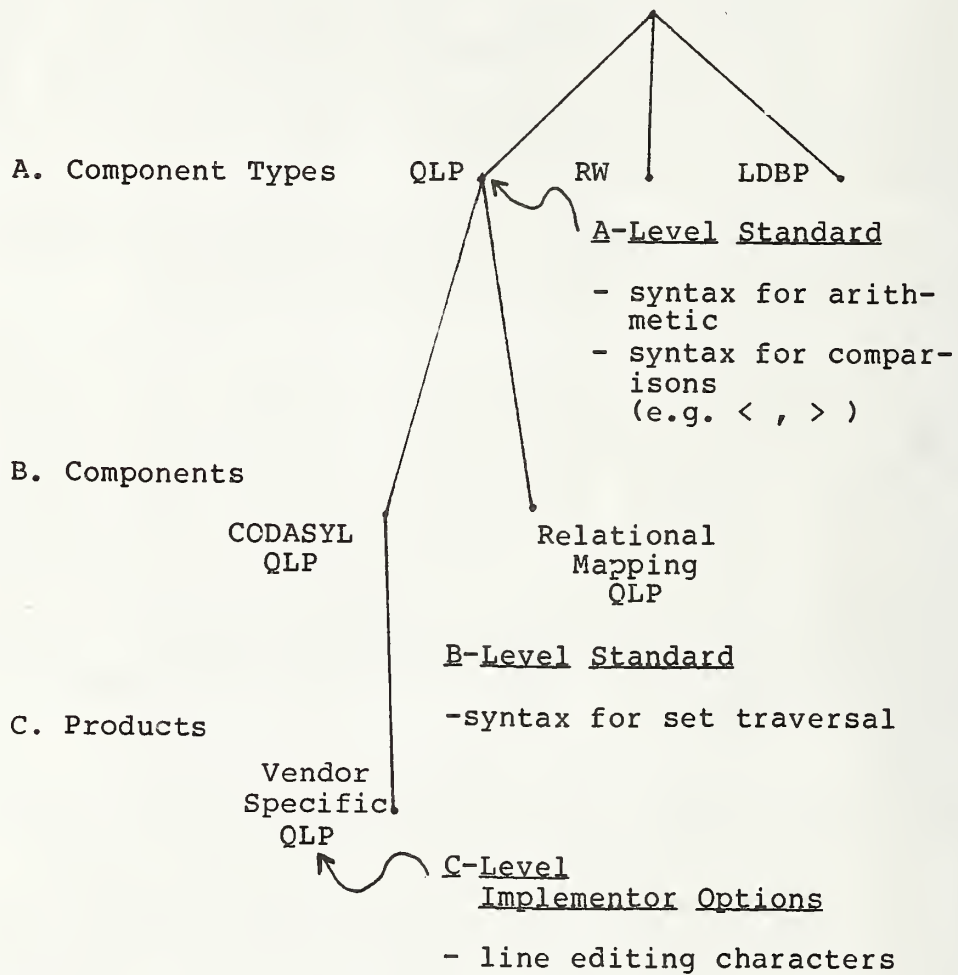 A. Component Types QLP RW LDBP
A-Level Standard
- syntax for arith-
metic
- syntax for compar-
isons
(e.g. < , > )
B. Components
CODASYL
QLP
Relational
Mapping
QLP
B-Level Standard
-syntax for set traversal
C. Products
Vendor
Specific
QLP
C-Level
Implementor Options
- line editing characters